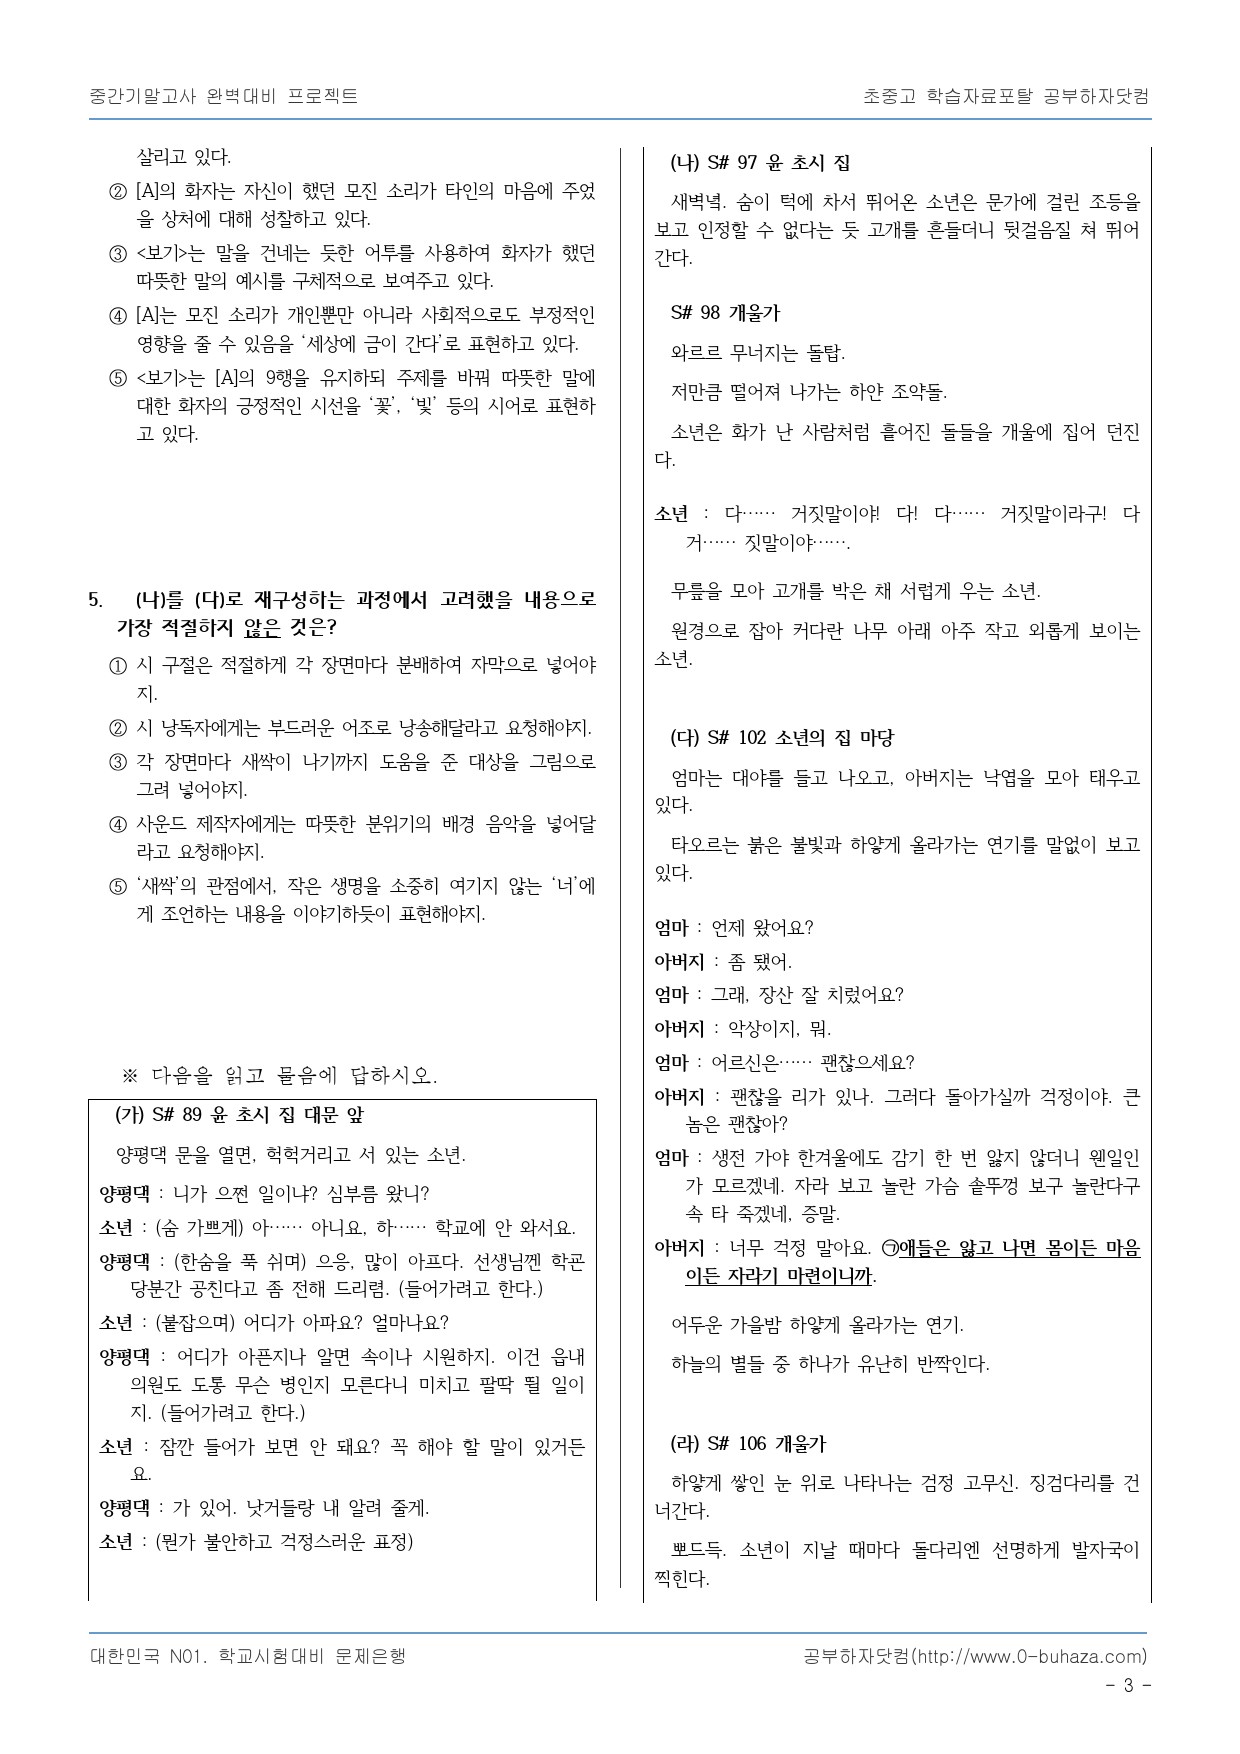 중간기말고사 완벽대비 프로젝트
초중고 학습자료포탈 공부하자닷컴
살리고 있다.
② [A]의 화자는 자신이 했던 모진 소리가 타인의 마음에 주었
을 상처에 대해 성찰하고 있다.
③ <보기>는 말을 건네는 듯한 어투를 사용하여 화자가 했던
따뜻한 말의 예시를 구체적으로 보여주고 있다.
④ [A]는 모진 소리가 개인뿐만 아니라 사회적으로도 부정적인
영향을 줄 수 있음을 ‘세상에 금이 간다’로 표현하고 있다.
⑤ <보기>는 [A]의 9행을 유지하되 주제를 바꿔 따뜻한 말에
대한 화자의 긍정적인 시선을 ‘꽃’, ‘빛’ 등의 시어로 표현하
고 있다.
5. (나)를 (다)로 재구성하는 과정에서 고려했을 내용으로
가장 적절하지 않은 것은?
① 시 구절은 적절하게 각 장면마다 분배하여 자막으로 넣어야
지.
② 시 낭독자에게는 부드러운 어조로 낭송해달라고 요청해야지.
③ 각 장면마다 새싹이 나기까지 도움을 준 대상을 그림으로
그려 넣어야지.
④ 사운드 제작자에게는 따뜻한 분위기의 배경 음악을 넣어달
라고 요청해야지.
⑤ ‘새싹’의 관점에서, 작은 생명을 소중히 여기지 않는 ‘너’에
게 조언하는 내용을 이야기하듯이 표현해야지.
※ 다음을 읽고 물음에 답하시오.
(가) S# 89 윤 초시 집 대문 앞
양평댁 문을 열면, 헉헉거리고 서 있는 소년.
양평댁 : 니가 으쩐 일이냐? 심부름 왔니?
소년 : (숨 가쁘게) 아…… 아니요, 하…… 학교에 안 와서요.
양평댁 : (한숨을 푹 쉬며) 으응, 많이 아프다. 선생님껜 학굔
당분간 공친다고 좀 전해 드리렴. (들어가려고 한다.)
소년 : (붙잡으며) 어디가 아파요? 얼마나요?
양평댁 : 어디가 아픈지나 알면 속이나 시원하지. 이건 읍내
의원도 도통 무슨 병인지 모른다니 미치고 팔딱 뛸 일이
지. (들어가려고 한다.)
소년 : 잠깐 들어가 보면 안 돼요? 꼭 해야 할 말이 있거든
요.
양평댁 : 가 있어. 낫거들랑 내 알려 줄게.
소년 : (뭔가 불안하고 걱정스러운 표정)
(나) S# 97 윤 초시 집
새벽녘. 숨이 턱에 차서 뛰어온 소년은 문가에 걸린 조등을
보고 인정할 수 없다는 듯 고개를 흔들더니 뒷걸음질 쳐 뛰어
간다.
S# 98 개울가
와르르 무너지는 돌탑.
저만큼 떨어져 나가는 하얀 조약돌.
소년은 화가 난 사람처럼 흩어진 돌들을 개울에 집어 던진
다.
소년 : 다…… 거짓말이야! 다! 다…… 거짓말이라구! 다
거…… 짓말이야…….
무릎을 모아 고개를 박은 채 서럽게 우는 소년.
원경으로 잡아 커다란 나무 아래 아주 작고 외롭게 보이는
소년.
(다) S# 102 소년의 집 마당
엄마는 대야를 들고 나오고, 아버지는 낙엽을 모아 태우고
있다.
타오르는 붉은 불빛과 하얗게 올라가는 연기를 말없이 보고
있다.
엄마 : 언제 왔어요?
아버지 : 좀 됐어.
엄마 : 그래, 장산 잘 치렀어요?
아버지 : 악상이지, 뭐.
엄마 : 어르신은…… 괜찮으세요?
아버지 : 괜찮을 리가 있나. 그러다 돌아가실까 걱정이야. 큰
놈은 괜찮아?
엄마 : 생전 가야 한겨울에도 감기 한 번 앓지 않더니 웬일인
가 모르겠네. 자라 보고 놀란 가슴 솥뚜껑 보구 놀란다구
속 타 죽겠네, 증말.
아버지 : 너무 걱정 말아요. ㉠애들은 앓고 나면 몸이든 마음
이든 자라기 마련이니까.
어두운 가을밤 하얗게 올라가는 연기.
하늘의 별들 중 하나가 유난히 반짝인다.
(라) S# 106 개울가
하얗게 쌓인 눈 위로 나타나는 검정 고무신. 징검다리를 건
너간다.
뽀드득. 소년이 지날 때마다 돌다리엔 선명하게 발자국이
찍힌다.
대한민국 N01. 학교시험대비 문제은행
공부하자닷컴(http://www.0-buhaza.com)
- 3 -